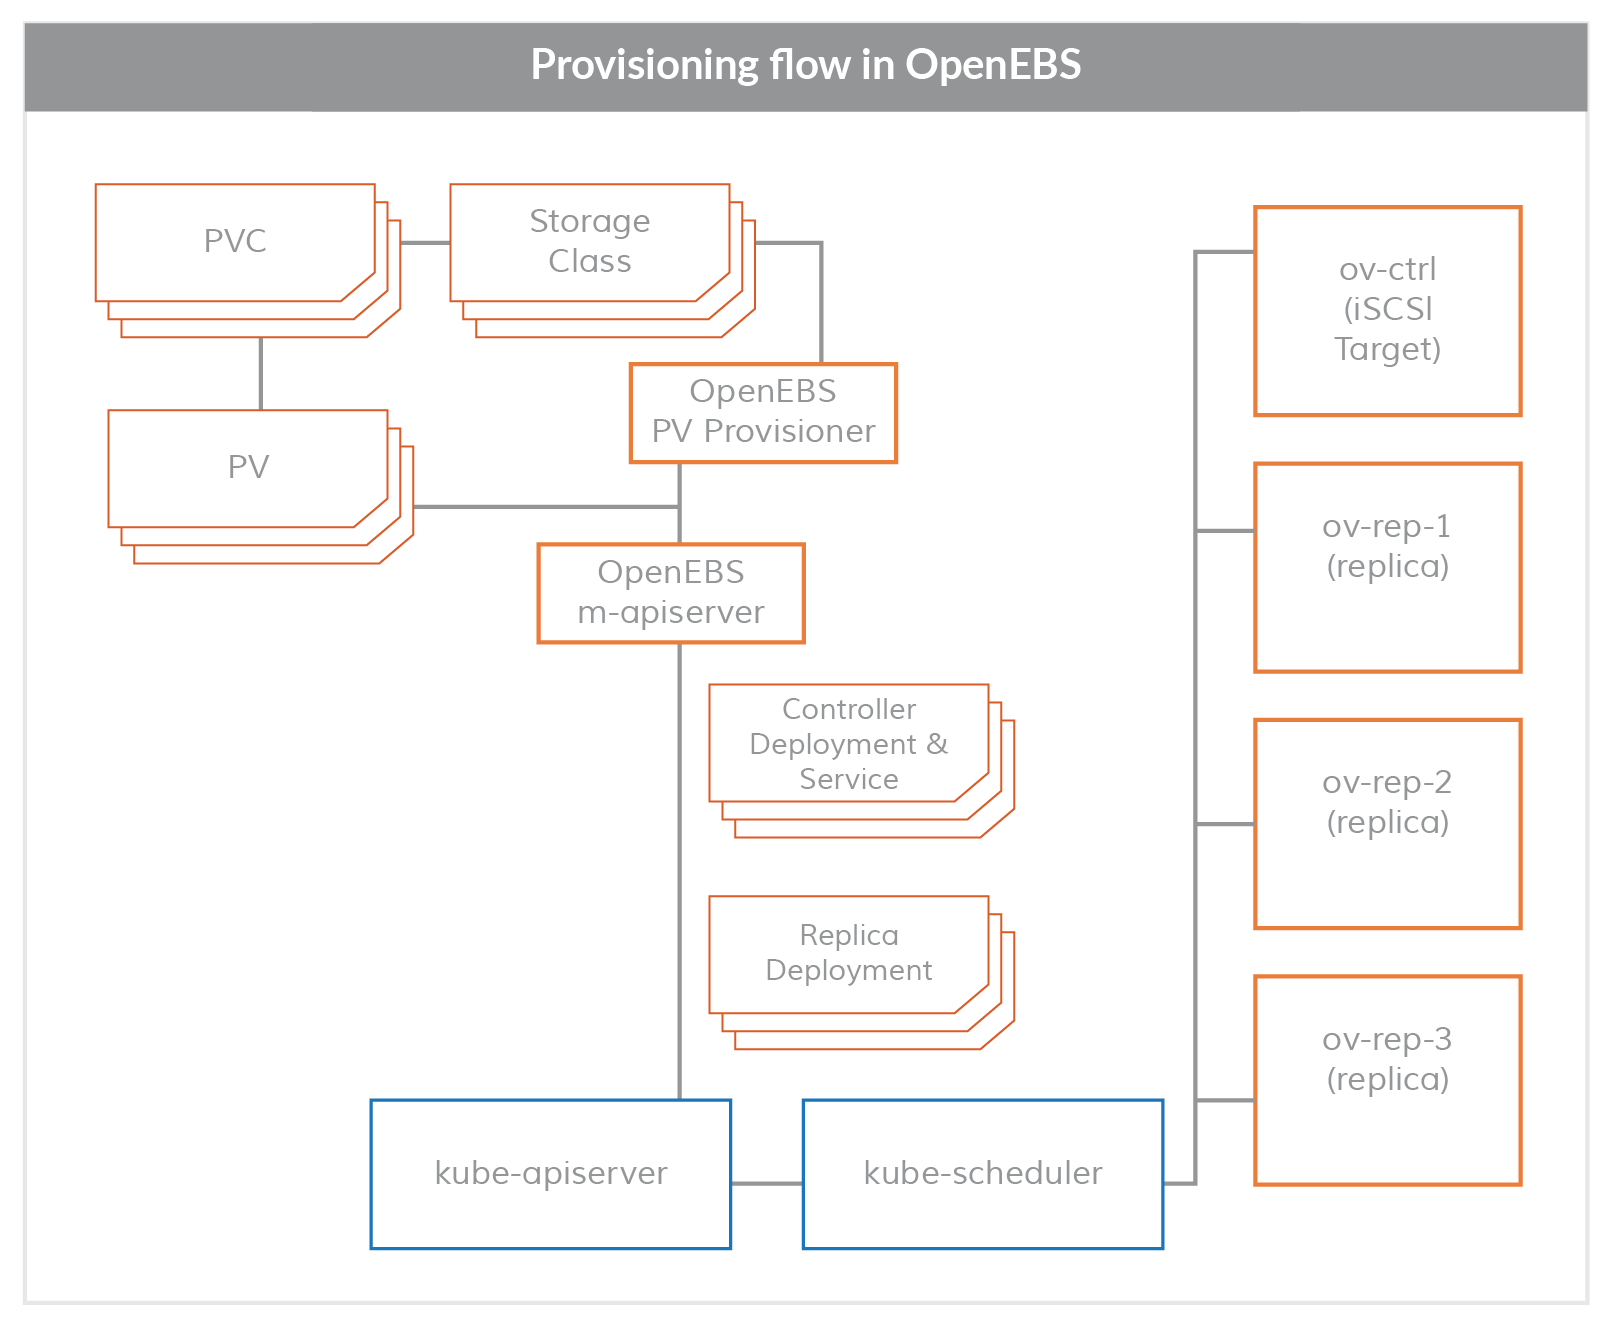 Provisioning flow in OpenEBS
PVC
Storage
Class
OpenEBS
PV Provisioner
PV
OpenEBS
m-apiserver
Controller
Deployment &
Service
Replica
Deployment
kube-apiserver
kube-scheduler
ov-ctrl
(iSCSl
Target)
ov-rep-1
(replica)
ov-rep-2
(replica)
ov-rep-3
(replica)